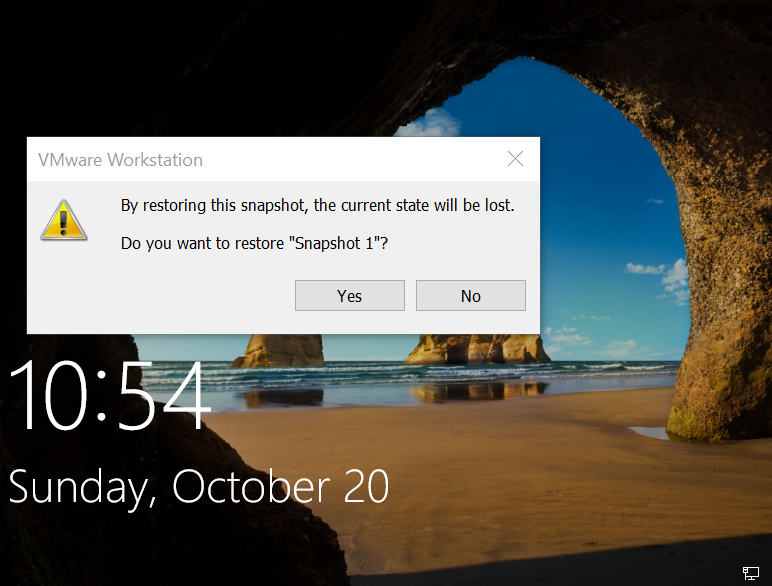 VMware Workstation
By restoring this snapshot, the current state will be lost.
Do you want to restore "Snapshot 1"?
Yes
No
10:54
Sunday, October 20